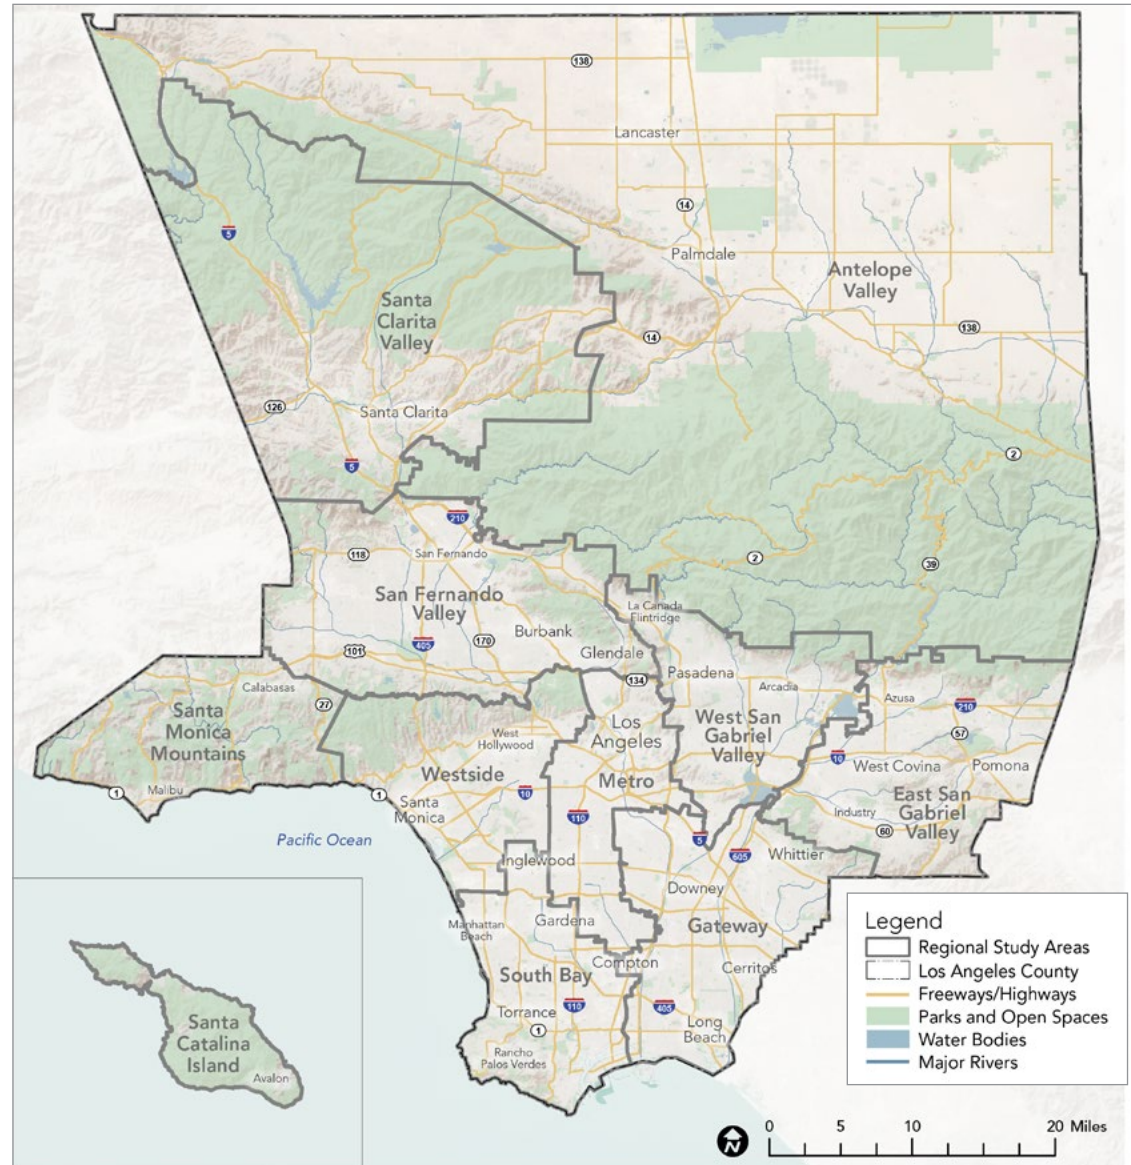 138
Lancaster
14
Palmdale
Antelope
Valley
5
Santa
Clarita
Valley
138
14
126
Santa Clarita
5
2
210
118
San Fernando
2
39
San Fernando
Valley
La Canada
Flintridge
Burbank
405
170
101
Glendale
Pasadena
134
Calabasas
Arcadia
Azusa
210
27
Santa
Monica
Mountains
Los
Angeles
West San
Gabriel
Valley
West
Hollywood
57
10
West Covina
Pomona
Westside
Metro
1
Malibu
1
Santa
Monica
10
110
Industry
East San
Gabriel
Valley
60
Pacific Ocean
5
605
Whittier
Inglewood
Downey
Manhattan
Beach
Gardena
Gateway
Compton
Cerritos
South Bay
110
405
Torrance
1
Long
Beach
Rancho
Palos Verdes
Santa
Catalina
Island
Avalon
Legend
Regional Study Areas
Los Angeles County
Freeways/Highways
Parks and Open Spaces
Water Bodies
Major Rivers
N
0 5 10 20 Miles